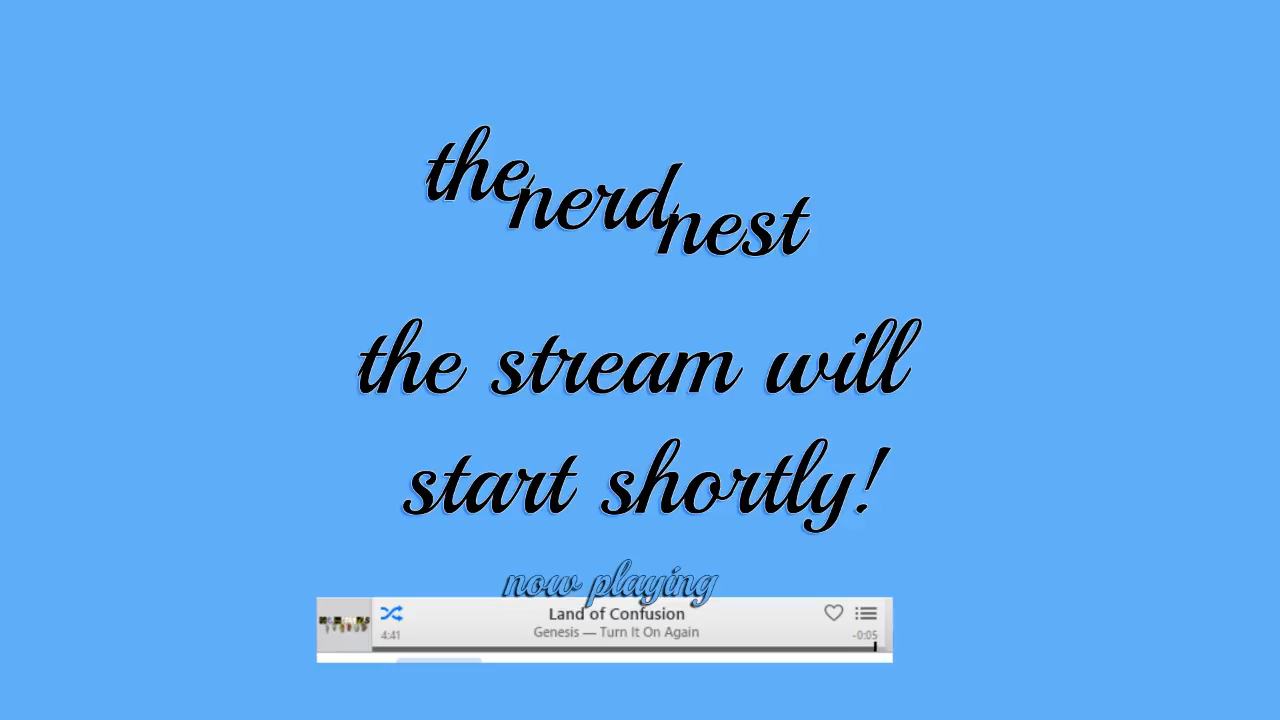 the nerd nest
the stream will
start shortly!
now playing
Land of Confusion
4:41 Genesis — Turn It On Again -0:05